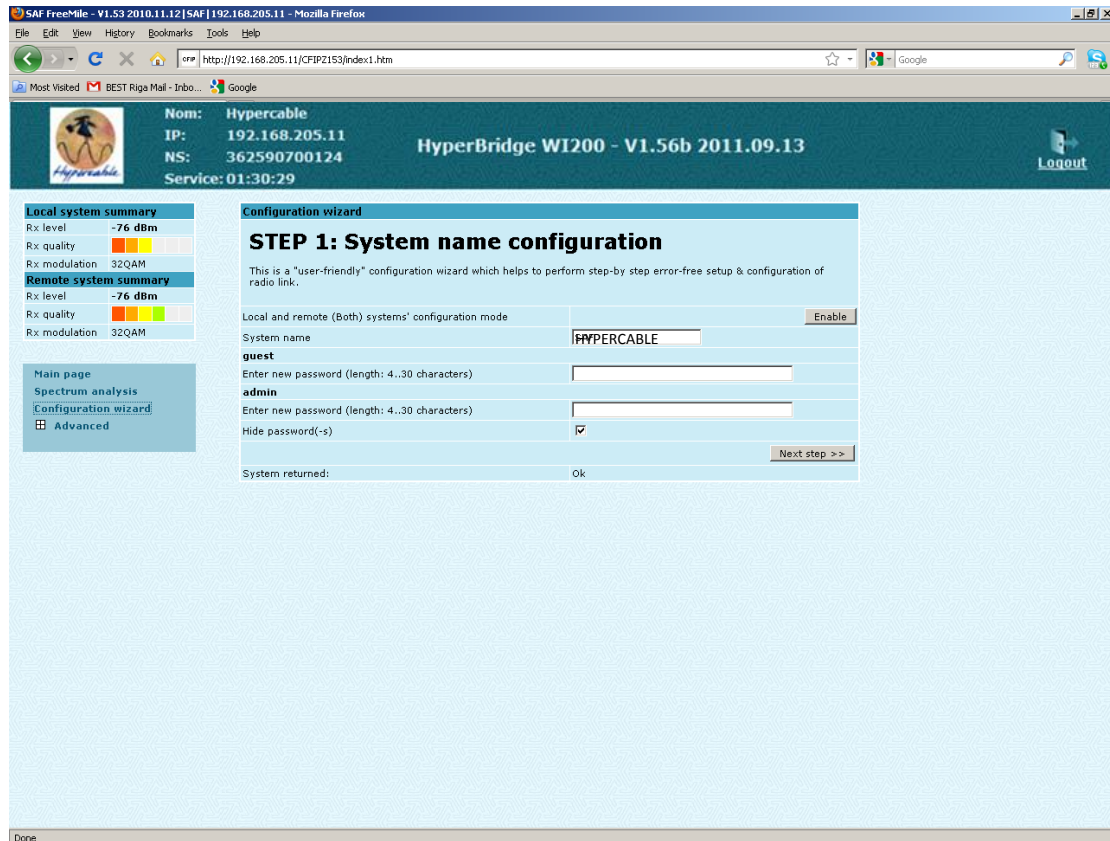 SAF FreeMile - V1.53 2010.11.12|SAF|192.168.205.11 - Mozilla Firefox
File Edit View History Bookmarks Tools Help
CFIP http://192.168.205.11/CFIPZ153/index1.htm Google
Most Visited BEST Riga Mail - Inbo... Google
Hypercable
Nom: Hypercable
IP: 192.168.205.11
NS: 362590700124
Service: 01:30:29
HyperBridge WI200 - V1.56b 2011.09.13
Logout
Local system summary
Rx level -76 dBm
Rx quality
Rx modulation 32QAM
Remote system summary
Rx level -76 dBm
Rx quality
Rx modulation 32QAM
Main page
Spectrum analysis
Configuration wizard
Advanced
Configuration wizard
STEP 1: System name configuration
This is a "user-friendly" configuration wizard which helps to perform step-by step error-free setup & configuration of
radio link.
Local and remote (Both) systems' configuration mode Enable
System name HYPERCABLE
guest
Enter new password (length: 4..30 characters)
admin
Enter new password (length: 4..30 characters)
Hide password(-s)
Next step >>
System returned: Ok
Done